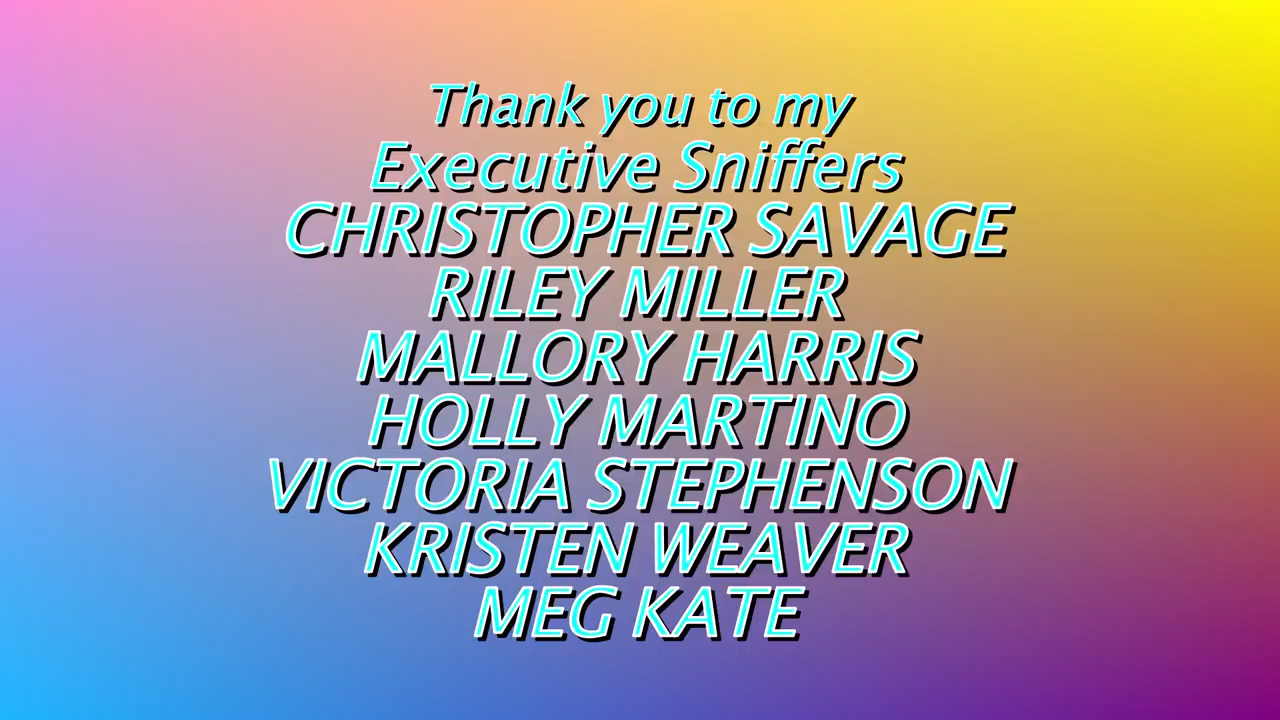 Thank you to my
Executive Sniffers
CHRISTOPHER SAVAGE
RILEY MILLER
MALLORY HARRIS
HOLLY MARTINO
VICTORIA STEPHENSON
KRISTEN WEAVER
MEG KATE